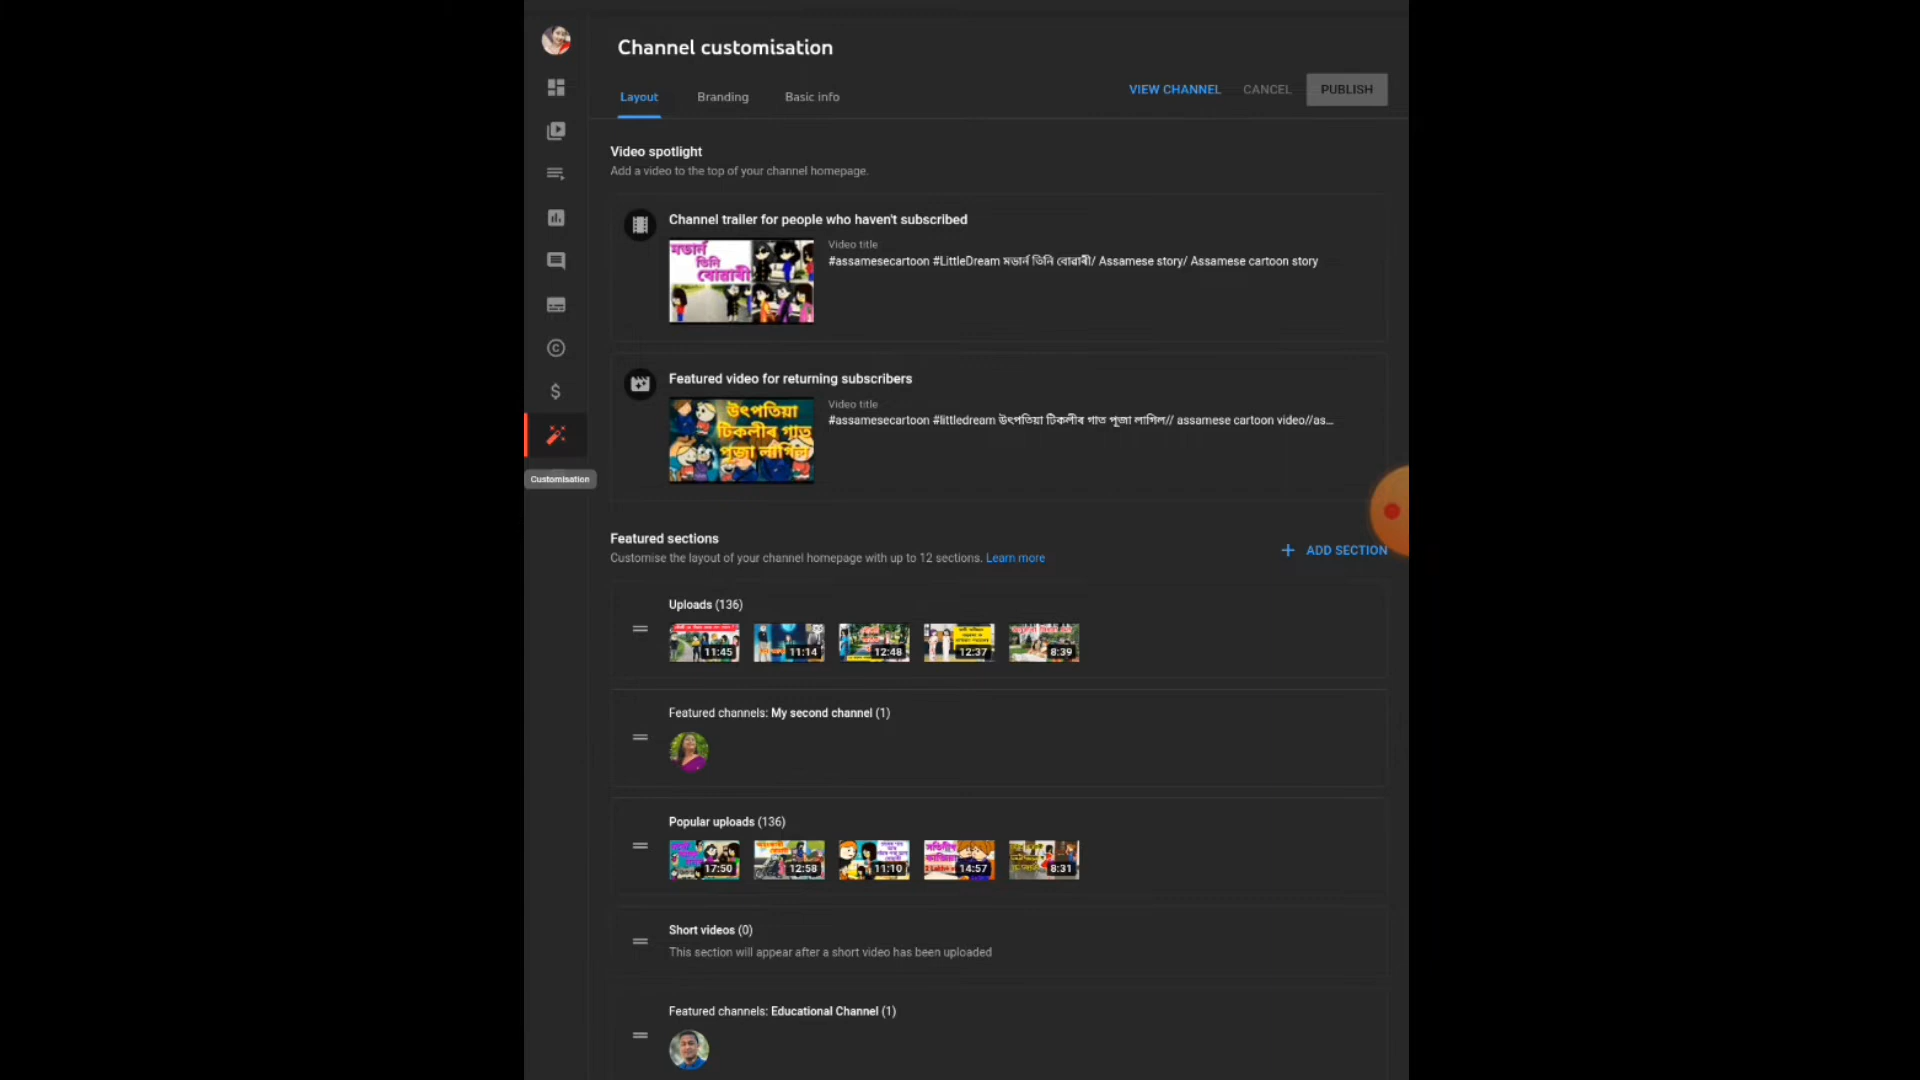 Channel customisation
Layout
Branding
Basic info
VIEW CHANNEL
CANCEL
PUBLISH
Video spotlight
Add a video to the top of your channel homepage.
Channel trailer for people who haven't subscribed
মডাৰ্ন
তিনি
বোৱাৰী
Video title
#assamesecartoon #LittleDream মডাৰ্ন তিনি বোৱাৰী/ Assamese story/ Assamese cartoon story
Featured video for returning subscribers
উৎপতিয়া
টিকলীৰ গাত
পূজা লাগিল
Video title
#assamesecartoon #littledream উৎপতিয়া টিকলীৰ গাত পূজা লাগিল// assamese cartoon video//as...
Customisation
Featured sections
Customise the layout of your channel homepage with up to 12 sections. Learn more
+ ADD SECTION
Uploads (136)
11:45
11:14
12:48
12:37
8:39
Featured channels: My second channel (1)
Popular uploads (136)
17:50
12:58
11:10
14:57
8:31
Short videos (0)
This section will appear after a short video has been uploaded
Featured channels: Educational Channel (1)